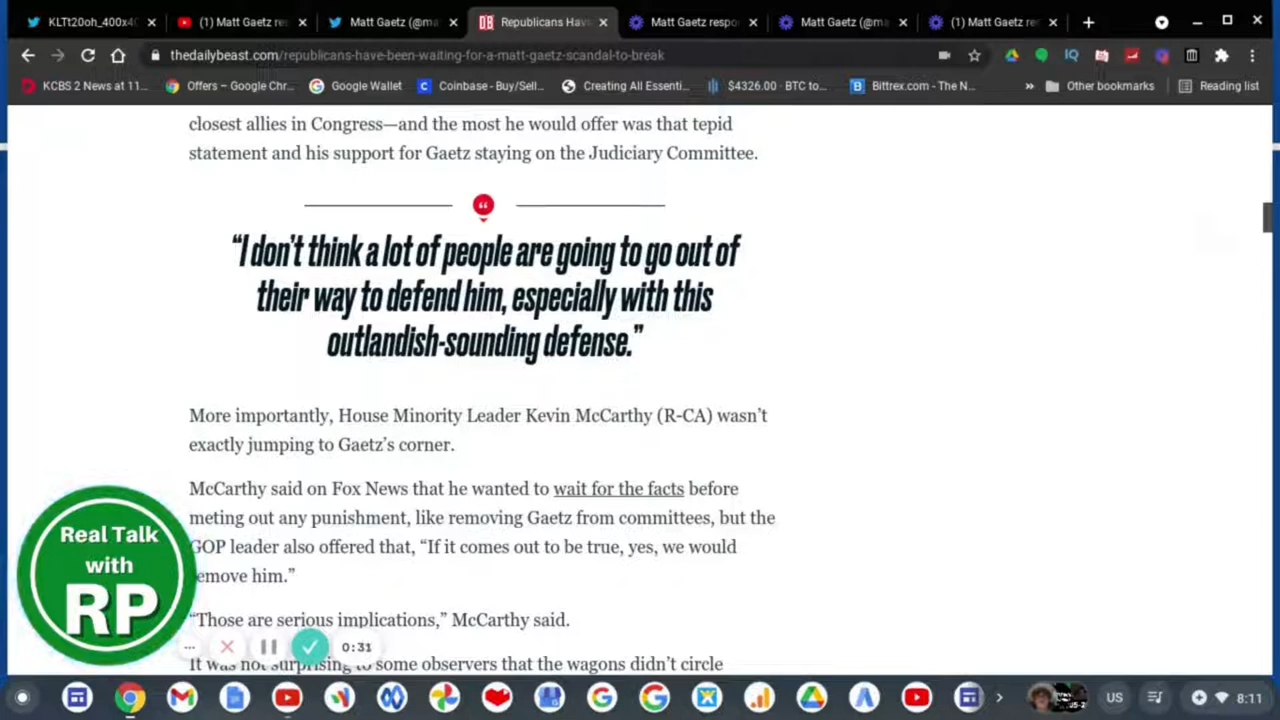 KLTt20oh_400x40
(1) Matt Gaetz res
Matt Gaetz (@ma
Republicans Hav
Matt Gaetz respo
Matt Gaetz (@ma
(1) Matt Gaetz re
thedailybeast.com/republicans-have-been-waiting-for-a-matt-gaetz-scandal-to-break
KCBS 2 News at 11...
Offers – Google Chr...
Google Wallet
Coinbase - Buy/Sell...
Creating All Essenti...
$4326.00 · BTC to...
Bittrex.com - The N...
»
Other bookmarks
Reading list
closest allies in Congress—and the most he would offer was that tepid
statement and his support for Gaetz staying on the Judiciary Committee.
“I don’t think a lot of people are going to go out of
their way to defend him, especially with this
outlandish-sounding defense.”
More importantly, House Minority Leader Kevin McCarthy (R-CA) wasn’t
exactly jumping to Gaetz’s corner.
McCarthy said on Fox News that he wanted to wait for the facts before
meting out any punishment, like removing Gaetz from committees, but the
GOP leader also offered that, “If it comes out to be true, yes, we would
remove him.”
“Those are serious implications,” McCarthy said.
It was not surprising to some observers that the wagons didn’t circle
Real Talk
with
RP
0:31
US
8:11